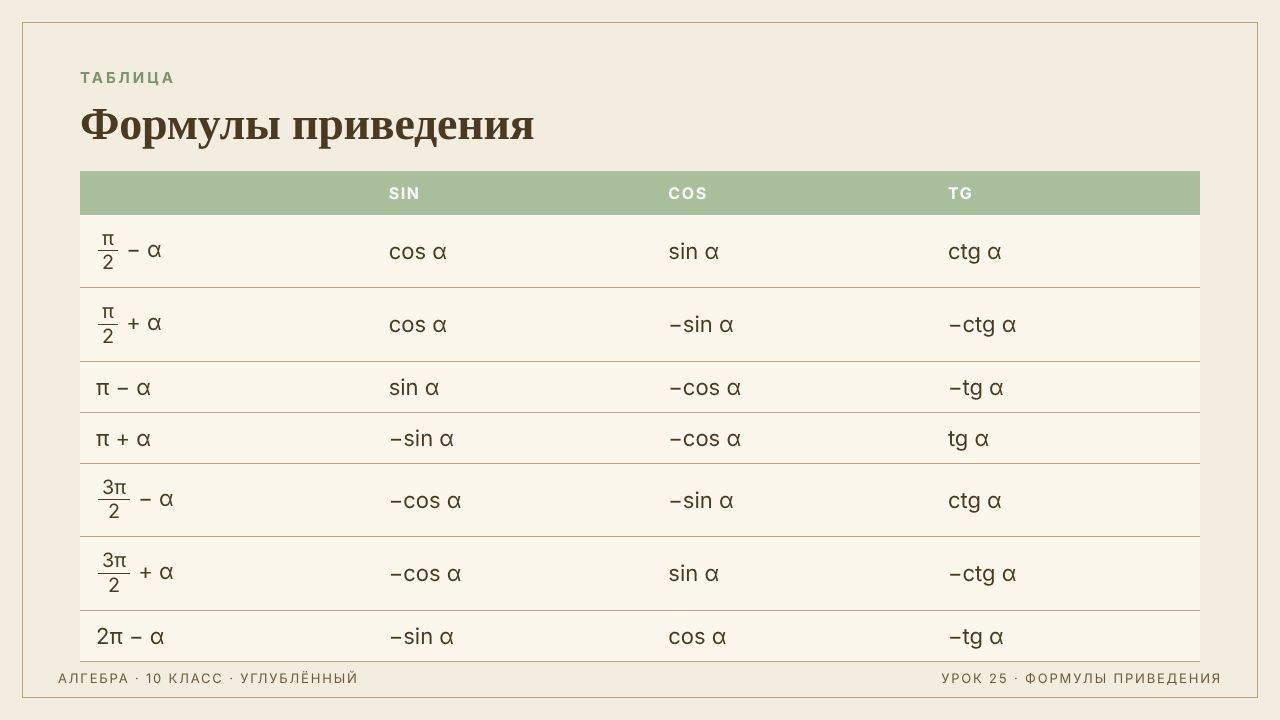 ТАБЛИЦА
Формулы приведения
SIN COS TG
π/2 − α cos α sin α ctg α
π/2 + α cos α −sin α −ctg α
π − α sin α −cos α −tg α
π + α −sin α −cos α tg α
3π/2 − α −cos α −sin α ctg α
3π/2 + α −cos α sin α −ctg α
2π − α −sin α cos α −tg α
АЛГЕБРА · 10 КЛАСС · УГЛУБЛЁННЫЙ
УРОК 25 · ФОРМУЛЫ ПРИВЕДЕНИЯ